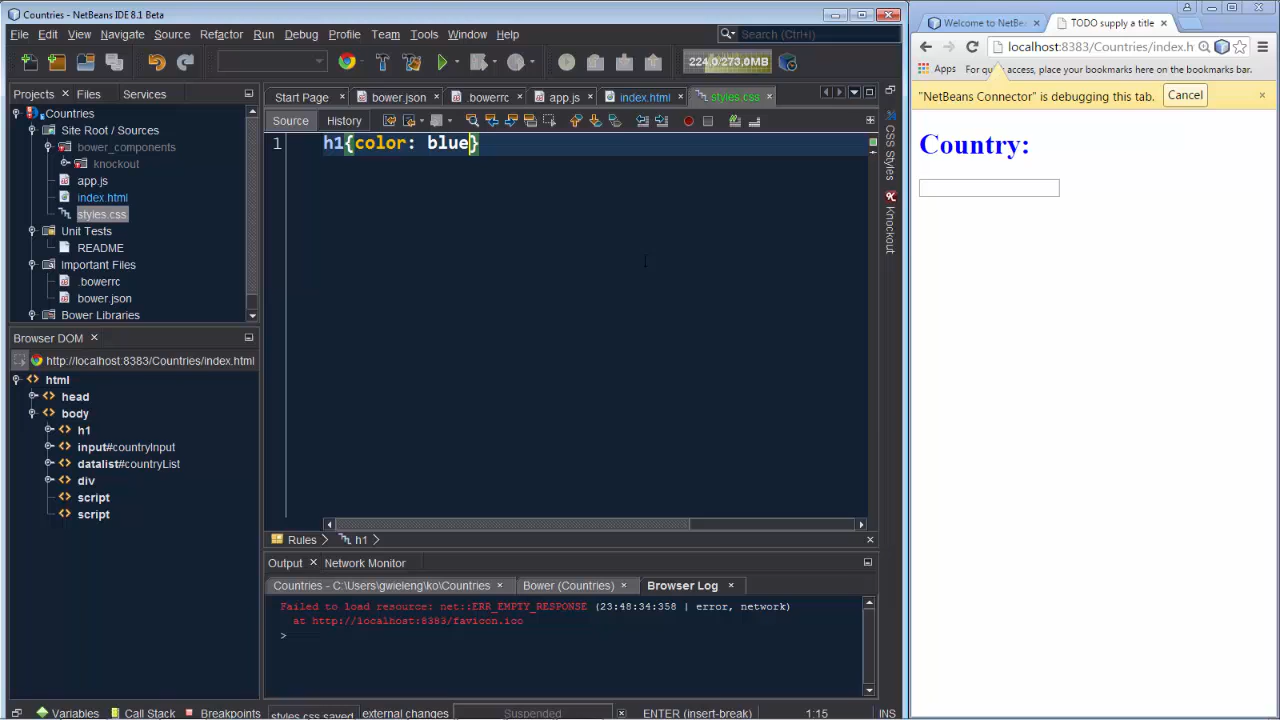 Countries - NetBeans IDE 8.1 Beta
File Edit View Navigate Source Refactor Run Debug Profile Team Tools Window Help
Search (Ctrl+I)
224.0/273.0MB
Projects Files Services
Countries
Site Root / Sources
bower_components
knockout
app.js
index.html
styles.css
Unit Tests
README
Important Files
.bowerrc
bower.json
Bower Libraries
Browser DOM
http://localhost:8383/Countries/index.html
html
head
body
h1
input#countryInput
datalist#countryList
div
script
script
Start Page bower.json .bowerrc app.js index.html styles.css
Source History
1 h1{color: blue}
Rules h1
Output Network Monitor
Countries - C:\Users\gwieleng\ko\Countries Bower (Countries) Browser Log
Failed to load resource: net::ERR_EMPTY_RESPONSE (23:48:34:358 | error, network)
at http://localhost:8383/favicon.ico
>
CSS Styles
Knockout
Variables Call Stack Breakpoints styles.css saved. external changes Suspended ENTER (insert-break) 1:15 INS
Welcome to NetBe TODO supply a title
localhost:8383/Countries/index.h
Apps For quick access, place your bookmarks here on the bookmarks bar.
"NetBeans Connector" is debugging this tab. Cancel
Country: